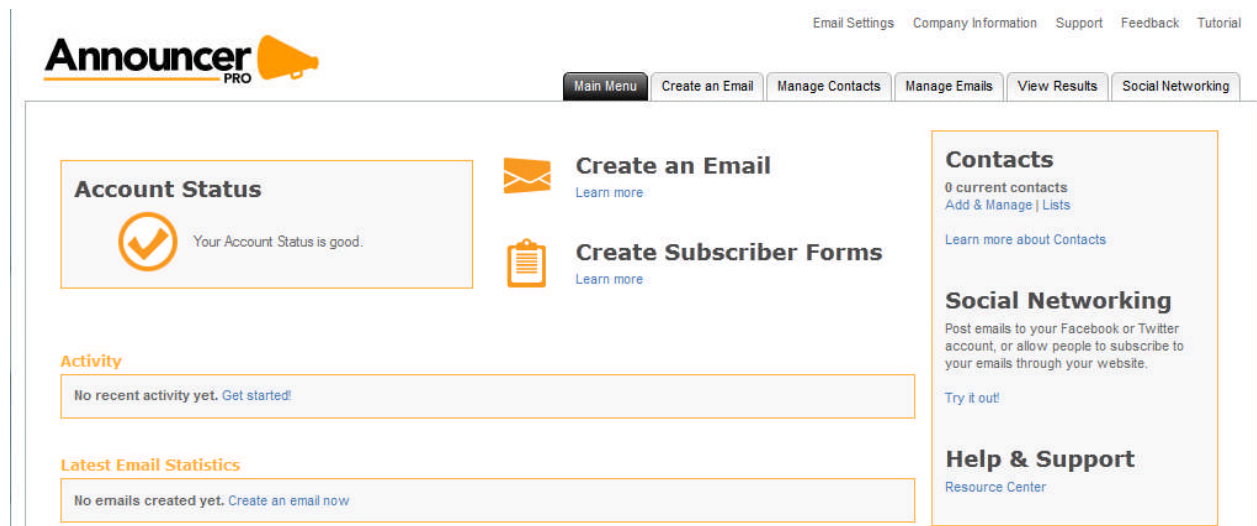 Email Settings Company Information Support Feedback Tutorial
Announcer
PRO
Main Menu Create an Email Manage Contacts Manage Emails View Results Social Networking
Account Status
Your Account Status is good.
Create an Email
Learn more
Create Subscriber Forms
Learn more
Activity
No recent activity yet. Get started!
Latest Email Statistics
No emails created yet. Create an email now
Contacts
0 current contacts
Add & Manage | Lists
Learn more about Contacts
Social Networking
Post emails to your Facebook or Twitter
account, or allow people to subscribe to
your emails through your website.
Try it out!
Help & Support
Resource Center